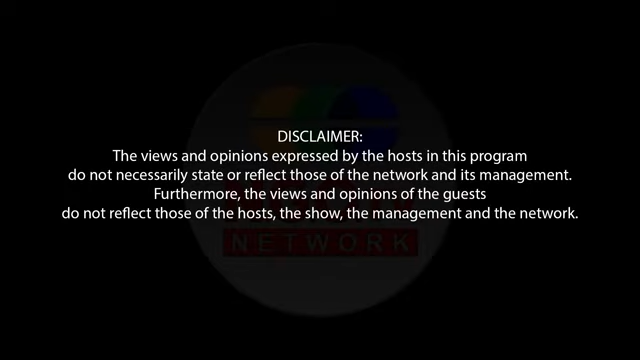 DISCLAIMER:
The views and opinions expressed by the hosts in this program
do not necessarily state or reflect those of the network and its management.
Furthermore, the views and opinions of the guests
do not reflect those of the hosts, the show, the management and the network.
NETWORK